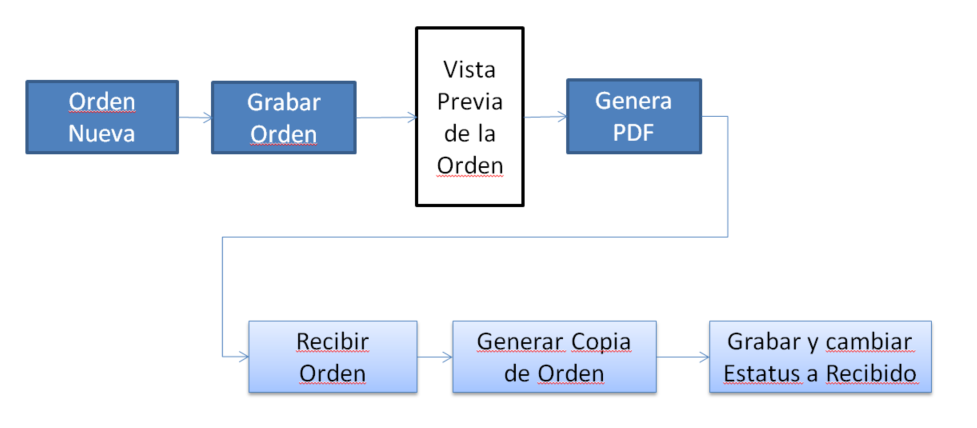 Orden
Nueva
Grabar
Orden
Vista
Previa
de la
Orden
Genera
PDF
Recibir
Orden
Generar Copia
de Orden
Grabar y cambiar
Estatus a Recibido